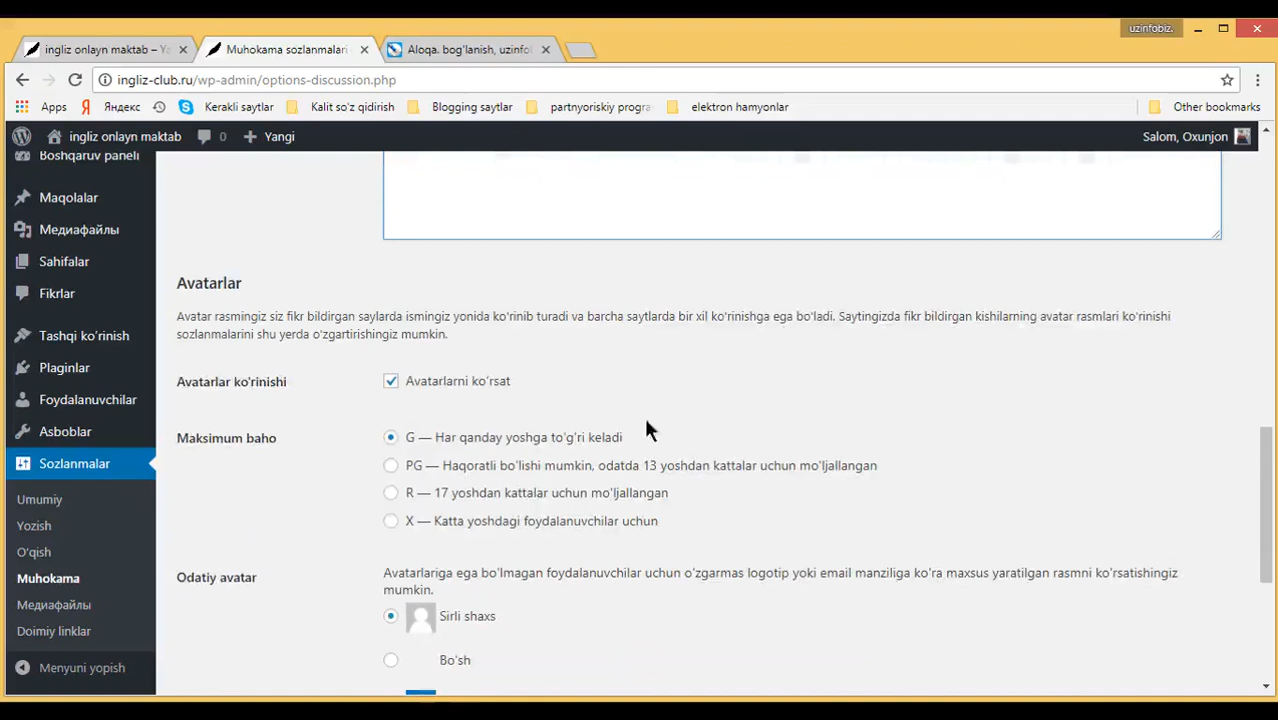 uzinfobiz.
ingliz onlayn maktab – Ya
Muhokama sozlanmalari
Aloqa. bog'lanish, uzinfo
ingliz-club.ru/wp-admin/options-discussion.php
Apps
Яндекс
Kerakli saytlar
Kalit so'z qidirish
Blogging saytlar
partnyoriskiy progra
elektron hamyonlar
Other bookmarks
ingliz onlayn maktab
0
Yangi
Salom, Oxunjon
Boshqaruv paneli
Maqolalar
Медиафайлы
Sahifalar
Fikrlar
Tashqi ko‘rinish
Plaginlar
Foydalanuvchilar
Asboblar
Sozlanmalar
Umumiy
Yozish
O‘qish
Muhokama
Медиафайлы
Doimiy linklar
Menyuni yopish
Avatarlar
Avatar rasmingiz siz fikr bildirgan saylarda ismingiz yonida ko‘rinib turadi va barcha saytlarda bir xil ko‘rinishga ega bo‘ladi. Saytingizda fikr bildirgan kishilarning avatar rasmlari ko‘rinishi
sozlanmalarini shu yerda o‘zgartirishingiz mumkin.
Avatarlar ko‘rinishi
Avatarlarni ko‘rsat
Maksimum baho
G — Har qanday yoshga to‘g‘ri keladi
PG — Haqoratli bo‘lishi mumkin, odatda 13 yoshdan kattalar uchun mo‘ljallangan
R — 17 yoshdan kattalar uchun mo‘ljallangan
X — Katta yoshdagi foydalanuvchilar uchun
Odatiy avatar
Avatarlariga ega bo‘lmagan foydalanuvchilar uchun o‘zgarmas logotip yoki email manziliga ko‘ra maxsus yaratilgan rasmni ko‘rsatishingiz
mumkin.
Sirli shaxs
Bo‘sh